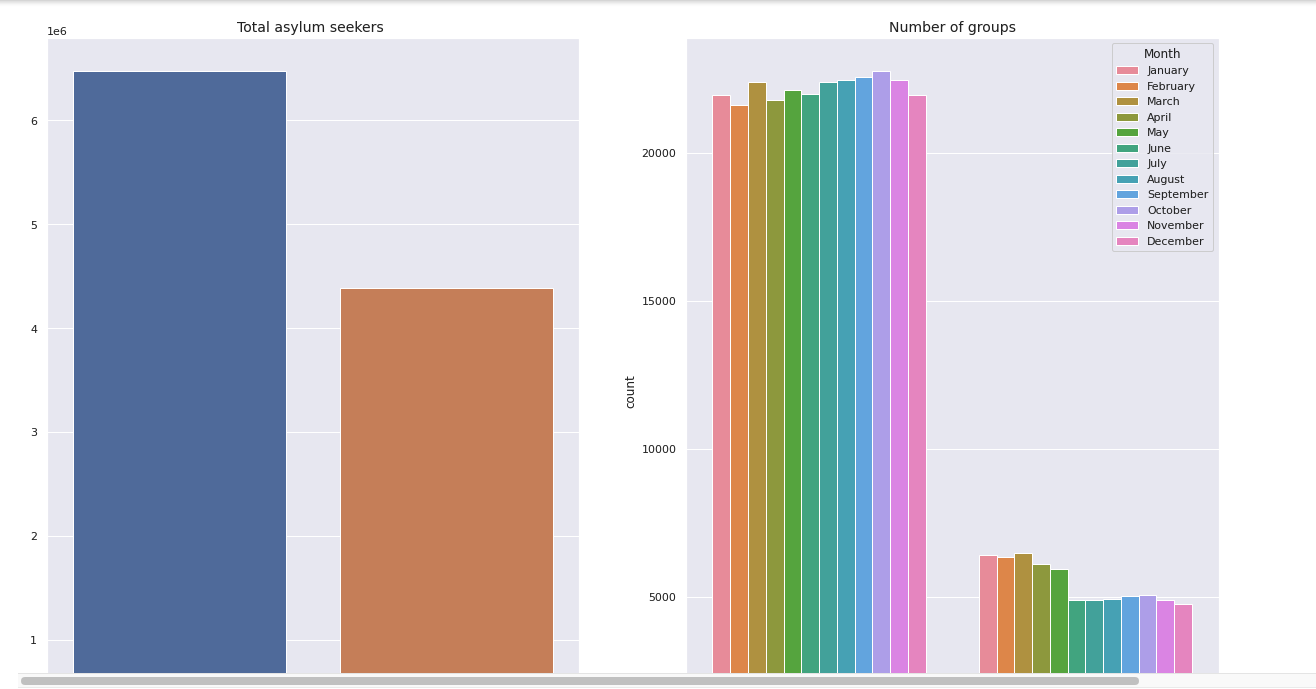 Total asylum seekers
1e6
6
5
4
3
2
1
Number of groups
count
20000
15000
10000
5000
Month
January
February
March
April
May
June
July
August
September
October
November
December